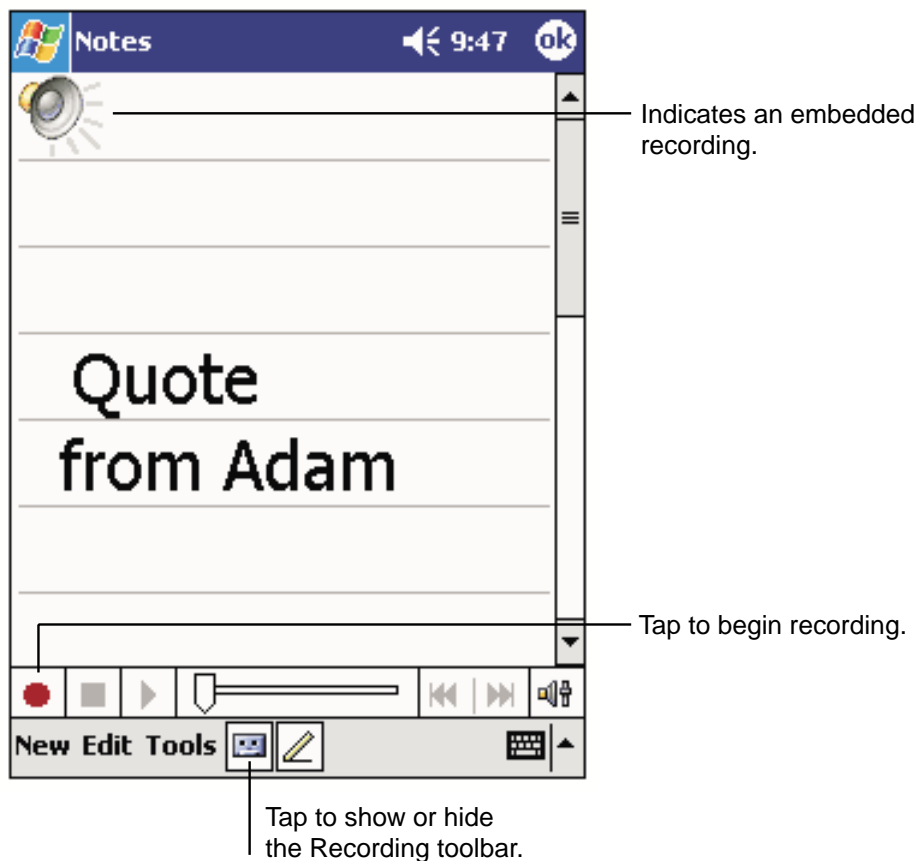 Notes 9:47 ok
Indicates an embedded
recording.
Quote
from Adam
Tap to begin recording.
New Edit Tools
Tap to show or hide
the Recording toolbar.